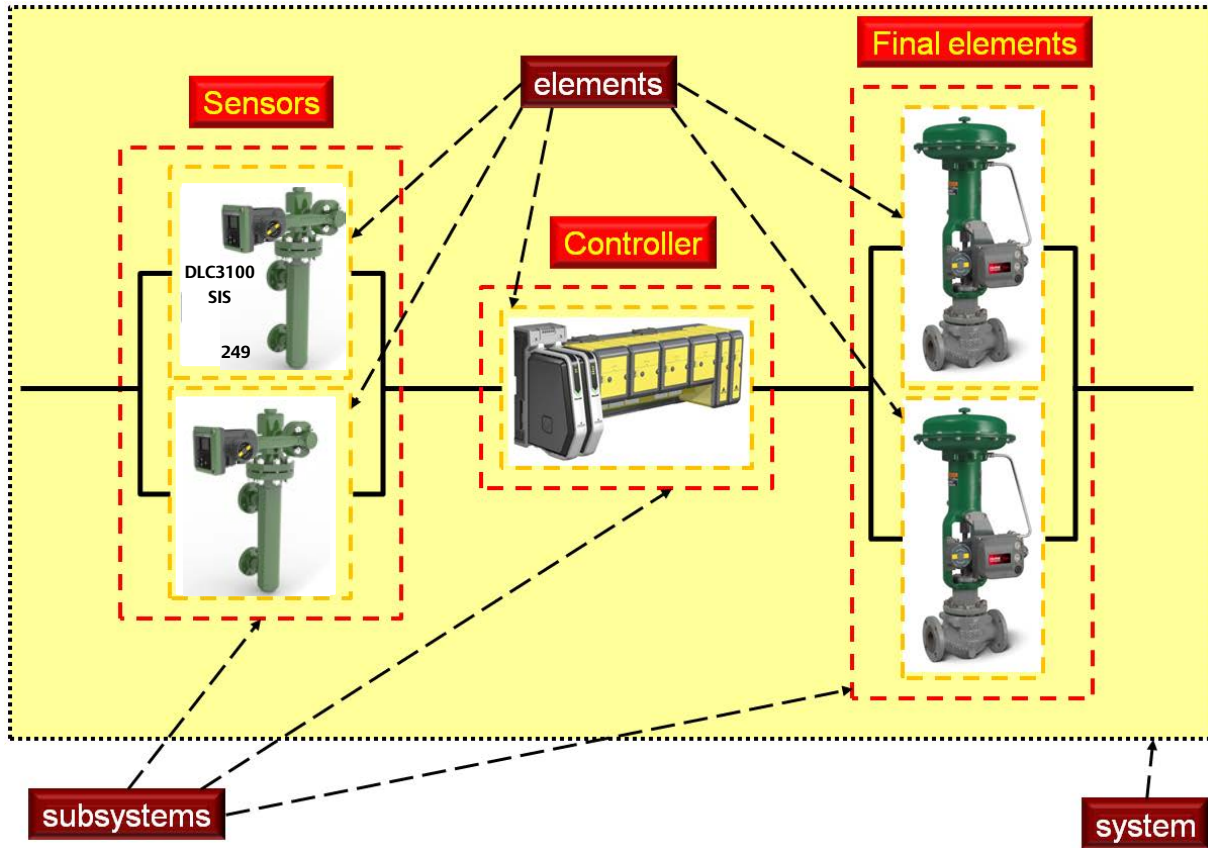 Final elements
elements
Sensors
Controller
DLC3100
SIS
249
subsystems
system